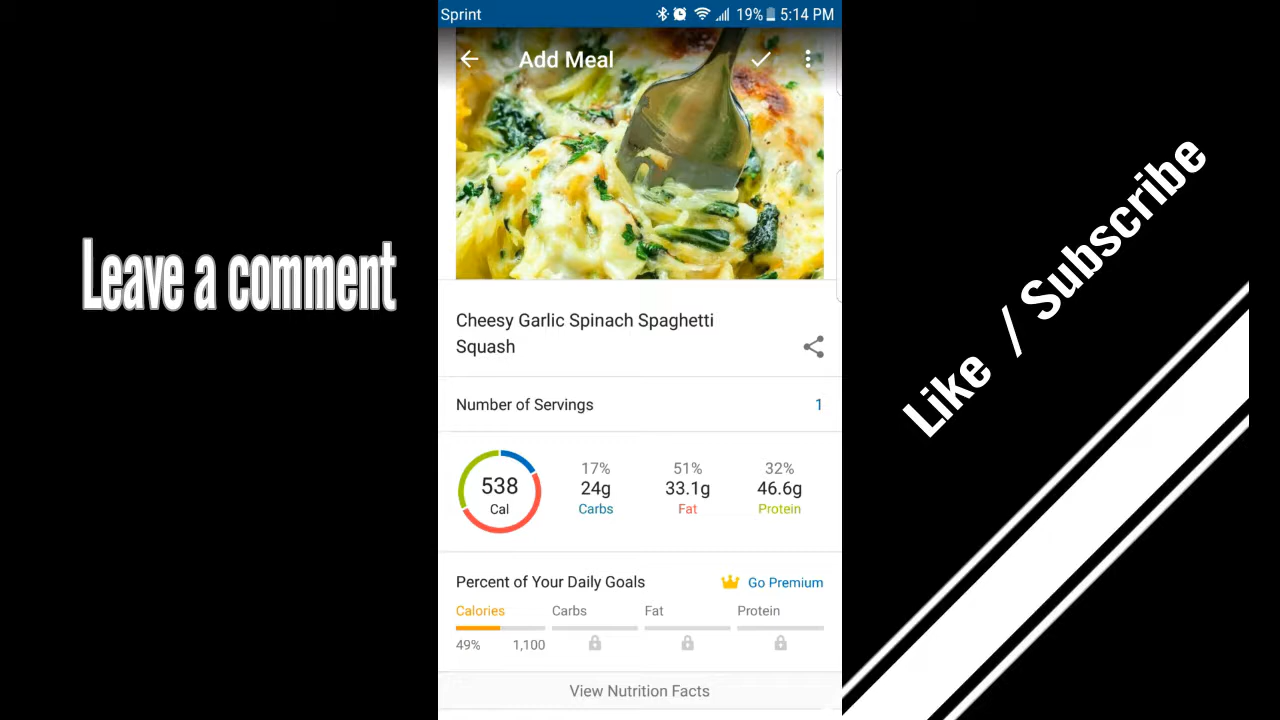 Sprint 19% 5:14 PM
Add Meal
Leave a comment
Like / Subscribe
Cheesy Garlic Spinach Spaghetti
Squash
Number of Servings 1
538
Cal
17% 51% 32%
24g 33.1g 46.6g
Carbs Fat Protein
Percent of Your Daily Goals Go Premium
Calories Carbs Fat Protein
49% 1,100
View Nutrition Facts